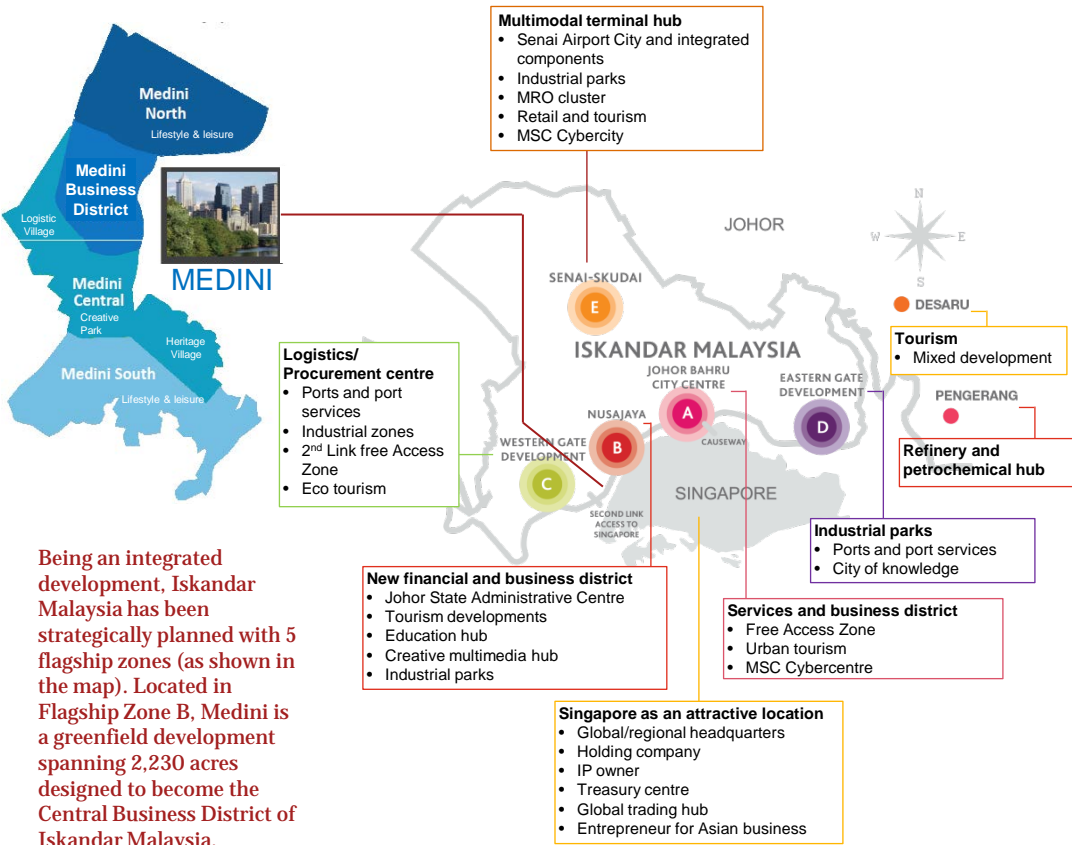 Multimodal terminal hub
• Senai Airport City and integrated
components
• Industrial parks
• MRO cluster
• Retail and tourism
• MSC Cybercity
Medini
North
Lifestyle & leisure
Medini
Business
District
Logistic
Village
MEDINI
Medini
Central
Creative
Park
Heritage
Village
Medini South
Lifestyle & leisure
JOHOR
N
W
E
S
SENAI-SKUDAI
E
DESARU
Tourism
• Mixed development
ISKANDAR MALAYSIA
JOHOR BAHRU
CITY CENTRE
A
CAUSEWAY
EASTERN GATE
DEVELOPMENT
D
PENGERANG
Refinery and
petrochemical hub
Logistics/
Procurement centre
• Ports and port
services
• Industrial zones
• 2nd Link free Access
Zone
• Eco tourism
NUSAJAYA
B
WESTERN GATE
DEVELOPMENT
C
SINGAPORE
SECOND LINK
ACCESS TO
SINGAPORE
Industrial parks
• Ports and port services
• City of knowledge
New financial and business district
• Johor State Administrative Centre
• Tourism developments
• Education hub
• Creative multimedia hub
• Industrial parks
Services and business district
• Free Access Zone
• Urban tourism
• MSC Cybercentre
Singapore as an attractive location
• Global/regional headquarters
• Holding company
• IP owner
• Treasury centre
• Global trading hub
• Entrepreneur for Asian business
Being an integrated
development, Iskandar
Malaysia has been
strategically planned with 5
flagship zones (as shown in
the map). Located in
Flagship Zone B, Medini is
a greenfield development
spanning 2,230 acres
designed to become the
Central Business District of
Iskandar Malaysia.